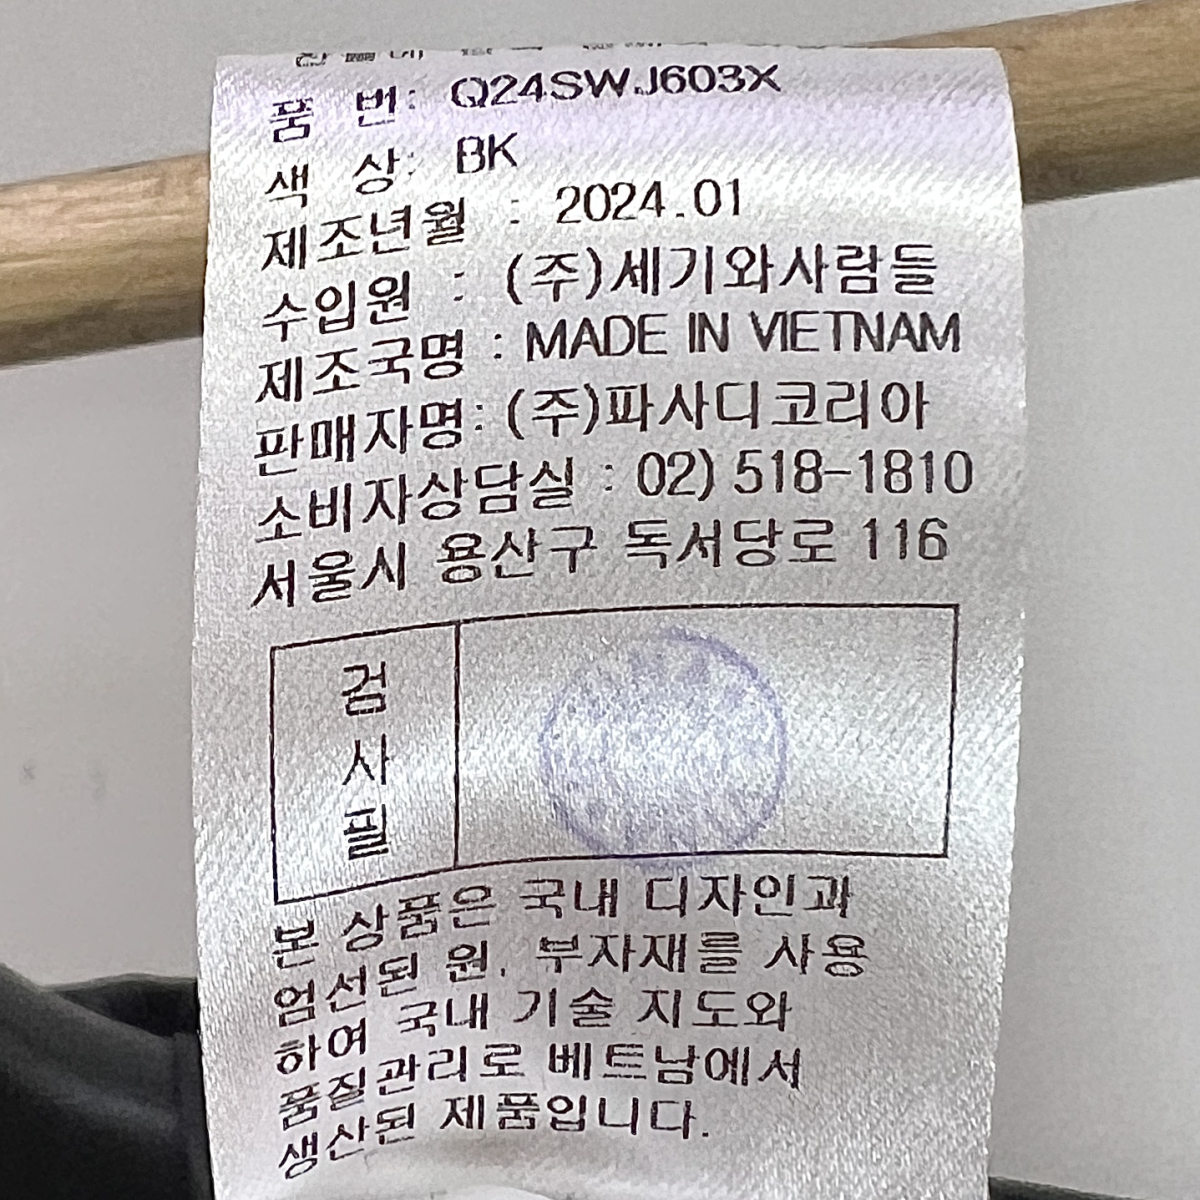 품 번: Q24SWJ603X
색 상: BK
제조년월 : 2024.01
수입원 : (주)세기와사람들
제조국명 : MADE IN VIETNAM
판매자명: (주)파사디코리아
소비자상담실 : 02) 518-1810
서울시 용산구 독서당로 116
검
사
필
본 상품은 국내 디자인과
엄선된 원, 부자재를 사용
하여 국내 기술 지도와
품질관리로 베트남에서
생산된 제품입니다.